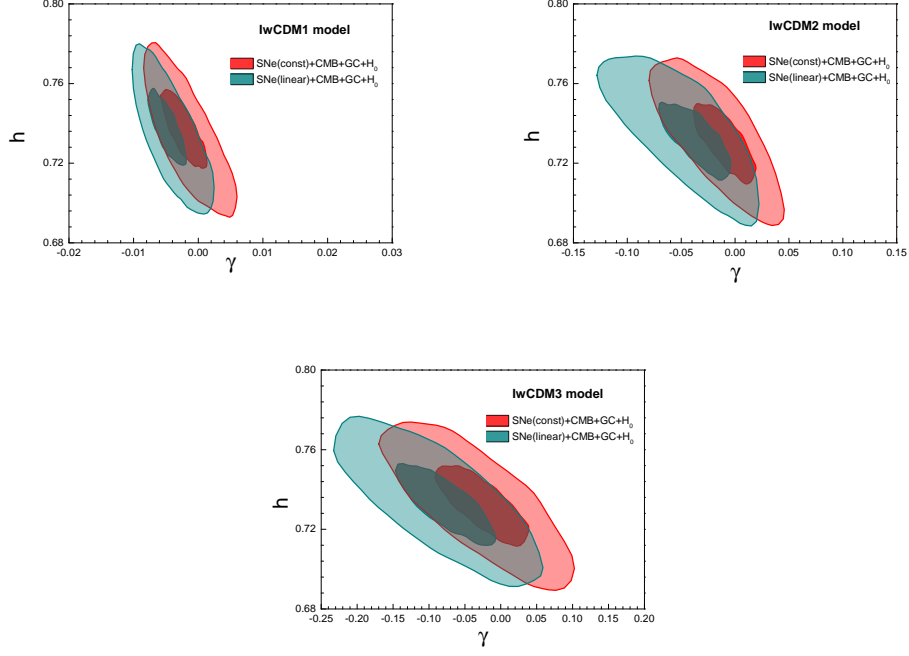 IwCDM1 model
SNe(const)+CMB+GC+H0
SNe(linear)+CMB+GC+H0
0.80
0.76
0.72
0.68
h
-0.02 -0.01 0.00 0.01 0.02 0.03
γ
IwCDM2 model
SNe(const)+CMB+GC+H0
SNe(linear)+CMB+GC+H0
0.80
0.76
0.72
0.68
h
-0.15 -0.10 -0.05 0.00 0.05 0.10 0.15
γ
IwCDM3 model
SNe(const)+CMB+GC+H0
SNe(linear)+CMB+GC+H0
0.80
0.76
0.72
0.68
h
-0.25 -0.20 -0.15 -0.10 -0.05 0.00 0.05 0.10 0.15 0.20
γ